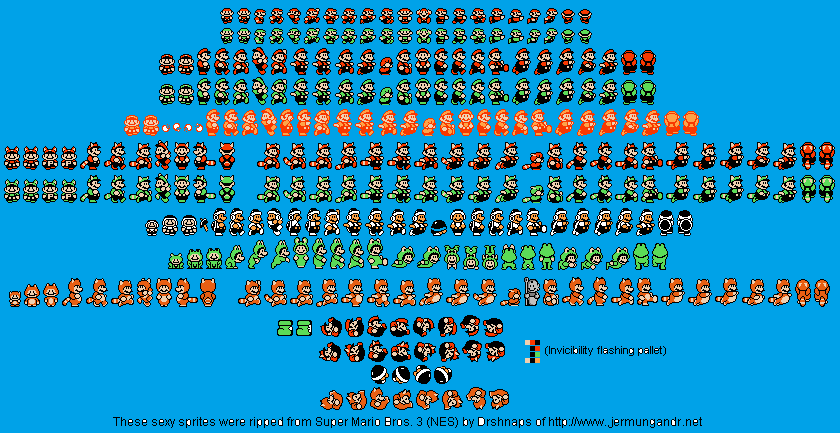 (Invicibility flashing pallet)
These sexy sprites were ripped from Super Mario Bros. 3 (NES) by Drshnaps of http://www.jermungandr.net